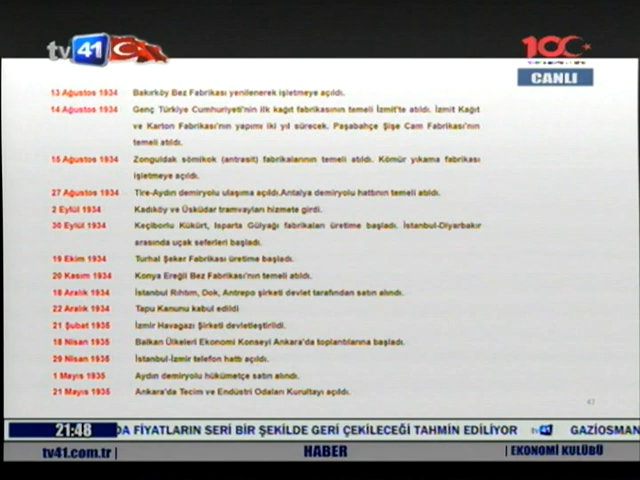 tv 41
100
CANLI
13 Ağustos 1934 Bakırköy Bez Fabrikası yenilenerek işletmeye açıldı.
14 Ağustos 1934 Genç Türkiye Cumhuriyeti'nin ilk kağıt fabrikasının temeli İzmit'te atıldı. İzmit Kağıt
ve Karton Fabrikası'nın yapımı iki yıl sürecek. Paşabahçe Şişe Cam Fabrikası'nın
temeli atıldı.
15 Ağustos 1934 Zonguldak sömikok (antrasit) fabrikalarının temeli atıldı. Kömür yıkama fabrikası
işletmeye açıldı.
27 Ağustos 1934 Tire-Aydın demiryolu ulaşıma açıldı.Antalya demiryolu hattının temeli atıldı.
2 Eylül 1934 Kadıköy ve Üsküdar tramvayları hizmete girdi.
30 Eylül 1934 Keçiborlu Kükürt, Isparta Gülyağı fabrikaları üretime başladı. İstanbul-Diyarbakır
arasında uçak seferleri başladı.
19 Ekim 1934 Turhal Şeker Fabrikası üretime başladı.
20 Kasım 1934 Konya Ereğli Bez Fabrikası'nın temeli atıldı.
18 Aralık 1934 İstanbul Rıhtım, Dok, Antrepo şirketi devlet tarafından satın alındı.
22 Aralık 1934 Tapu Kanunu kabul edildi
21 Şubat 1935 İzmir Havagazı Şirketi devletleştirildi.
18 Nisan 1935 Balkan Ülkeleri Ekonomi Konseyi Ankara'da toplantılarına başladı.
29 Nisan 1935 İstanbul-İzmir telefon hattı açıldı.
1 Mayıs 1935 Aydın demiryolu hükümetçe satın alındı.
21 Mayıs 1935 Ankara'da Tecim ve Endüstri Odaları Kurultayı açıldı.
47
21:48 DA FİYATLARIN SERİ BİR ŞEKİLDE GERİ ÇEKİLECEĞİ TAHMİN EDİLİYOR tv41 GAZİOSMAN
tv41.com.tr | HABER | EKONOMİ KULÜBÜ